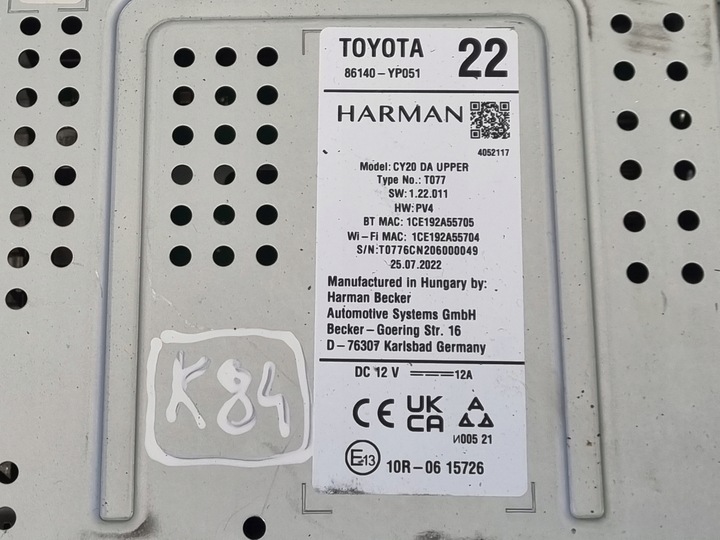 TOYOTA 22
86140-YP051
HARMAN
4052117
Model: CY20 DA UPPER
Type No.: T077
SW: 1.22.011
HW: PV4
BT MAC: 1CE192A55705
Wi-Fi MAC: 1CE192A55704
S/N:T0776CN206000049
25.07.2022
Manufactured in Hungary by:
Harman Becker
Automotive Systems GmbH
Becker-Goering Str. 16
D-76307 Karlsbad Germany
DC 12 V 12A
CE UK CA
И005 21
E13 10R-06 15726
K84